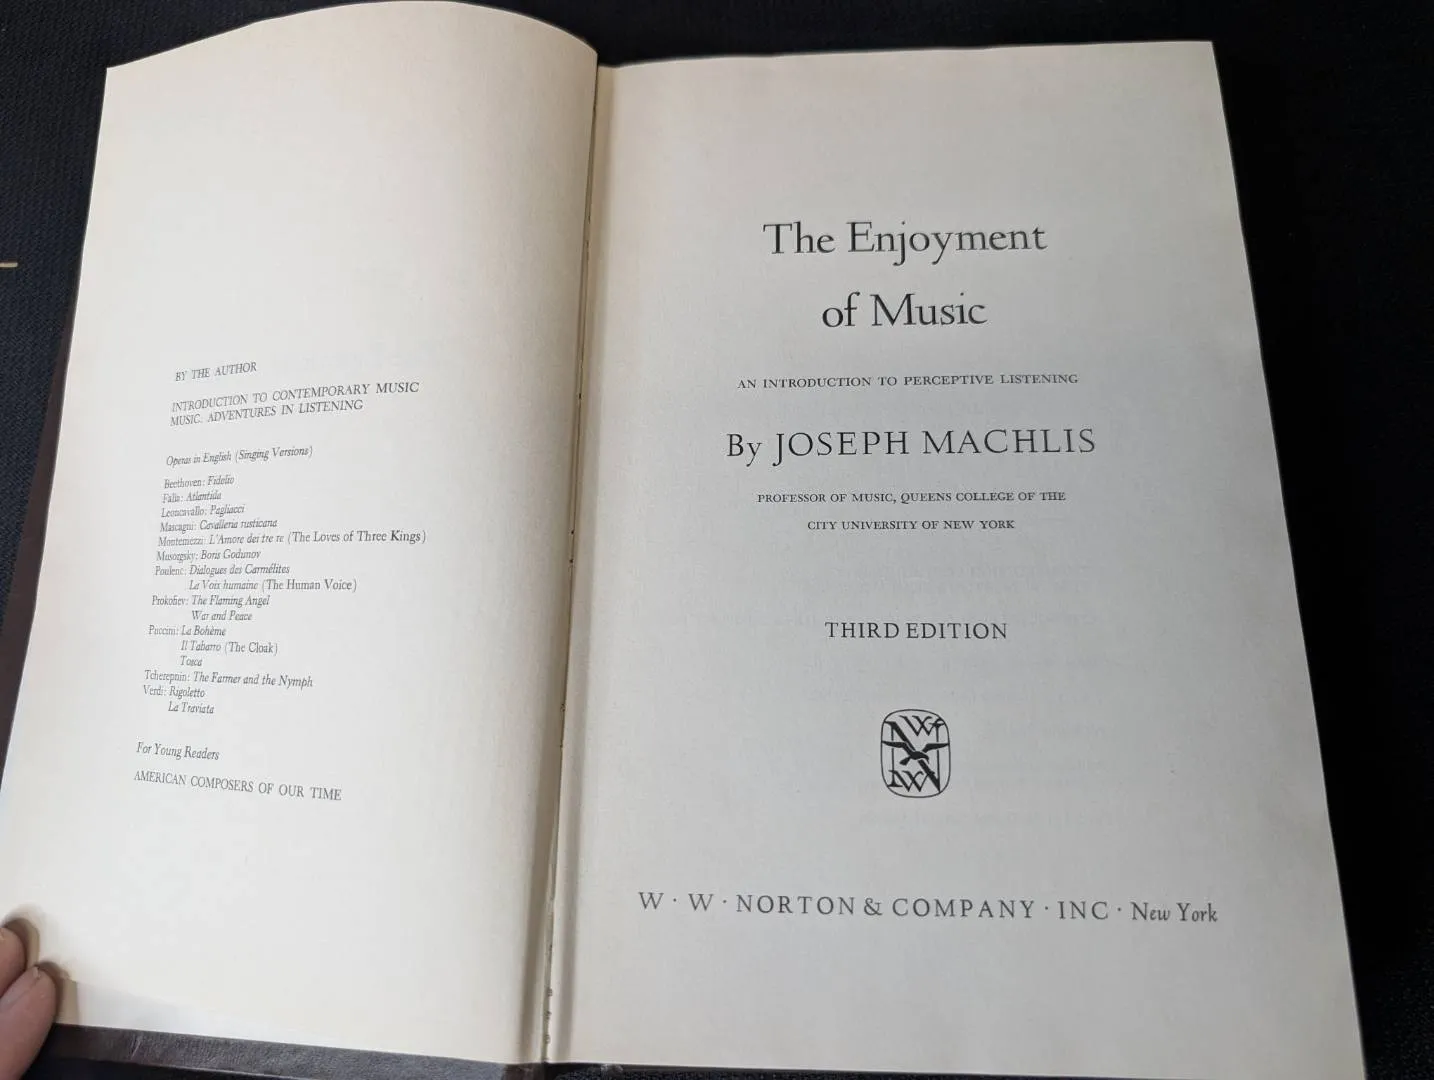 BY THE AUTHOR
INTRODUCTION TO CONTEMPORARY MUSIC
MUSIC: ADVENTURES IN LISTENING
Operas in English (Singing Versions)
Beethoven: Fidelio
Falla: Atlantida
Leoncavallo: Pagliacci
Mascagni: Cavalleria rusticana
Montemezzi: L'Amore dei tre re (The Loves of Three Kings)
Musorgsky: Boris Godunov
Poulenc: Dialogues des Carmélites
La Voix humaine (The Human Voice)
Prokofiev: The Flaming Angel
War and Peace
Puccini: La Bohème
Il Tabarro (The Cloak)
Tosca
Tcherepnin: The Farmer and the Nymph
Verdi: Rigoletto
La Traviata
For Young Readers
AMERICAN COMPOSERS OF OUR TIME
The Enjoyment
of Music
AN INTRODUCTION TO PERCEPTIVE LISTENING
By JOSEPH MACHLIS
PROFESSOR OF MUSIC, QUEENS COLLEGE OF THE
CITY UNIVERSITY OF NEW YORK
THIRD EDITION
W · W · NORTON & COMPANY · INC · New York